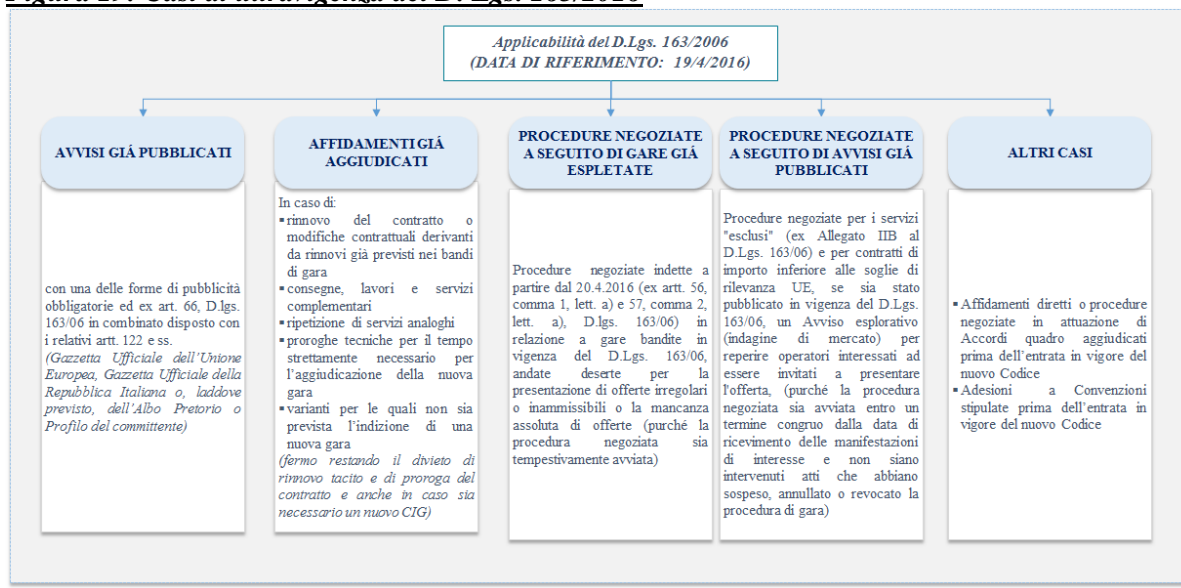 Casi di ultravigenza del D. Lgs.
Applicabilità del D.Lgs. 163/2006
(DATA DI RIFERIMENTO: 19/4/2016)
AVVISI GIÁ PUBBLICATI
con una delle forme di pubblicità
obbligatorie ed ex art. 66, D.lgs.
163/06 in combinato disposto con
i relativi artt. 122 e ss.
(Gazzetta Ufficiale dell'Unione
Europea, Gazzetta Ufficiale della
Repubblica Italiana o, laddove
previsto, dell'Albo Pretorio o
Profilo del committente)
AFFIDAMENTI GIÁ
AGGIUDICATI
In caso di:
▪rinnovo del contratto o
modifiche contrattuali derivanti
da rinnovi già previsti nei bandi
di gara
▪consegne, lavori e servizi
complementari
▪ripetizione di servizi analoghi
▪proroghe tecniche per il tempo
strettamente necessario per
l'aggiudicazione della nuova
gara
▪varianti per le quali non sia
prevista l'indizione di una
nuova gara
(fermo restando il divieto di
rinnovo tacito e di proroga del
contratto e anche in caso sia
necessario un nuovo CIG)
PROCEDURE NEGOZIATE
A SEGUITO DI GARE GIÁ
ESPLETATE
Procedure negoziate indette a
partire dal 20.4.2016 (ex artt. 56,
comma 1, lett. a) e 57, comma 2,
lett. a), D.lgs. 163/06) in
relazione a gare bandite in
vigenza del D.Lgs. 163/06,
andate deserte per la
presentazione di offerte irregolari
o inammissibili o la mancanza
assoluta di offerte (purché la
procedura negoziata sia
tempestivamente avviata)
PROCEDURE NEGOZIATE
A SEGUITO DI AVVISI GIÁ
PUBBLICATI
Procedure negoziate per i servizi
"esclusi" (ex Allegato IIB al
D.Lgs. 163/06) e per contratti di
importo inferiore alle soglie di
rilevanza UE, se sia stato
pubblicato in vigenza del D.Lgs.
163/06, un Avviso esplorativo
(indagine di mercato) per
reperire operatori interessati ad
essere invitati a presentare
l'offerta, (purché la procedura
negoziata sia avviata entro un
termine congruo dalla data di
ricevimento delle manifestazioni
di interesse e non siano
intervenuti atti che abbiano
sospeso, annullato o revocato la
procedura di gara)
ALTRI CASI
▪Affidamenti diretti o procedure
negoziate in attuazione di
Accordi quadro aggiudicati
prima dell'entrata in vigore del
nuovo Codice
▪Adesioni a Convenzioni
stipulate prima dell'entrata in
vigore del nuovo Codice